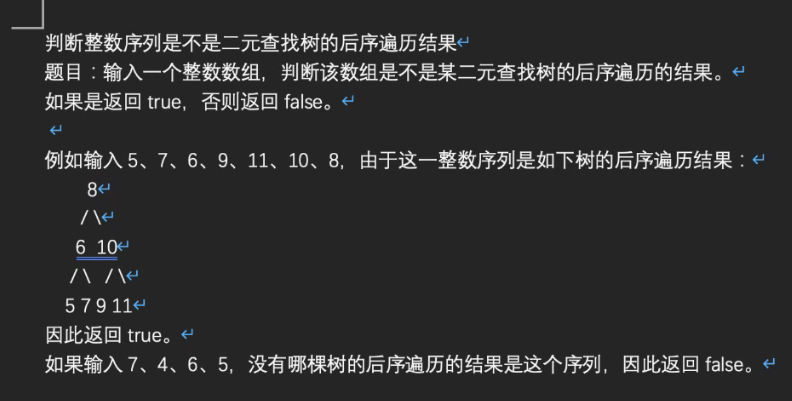 判断整数序列是不是二元查找树的后序遍历结果↵
题目：输入一个整数数组，判断该数组是不是某二元查找树的后序遍历的结果。↵
如果是返回 true，否则返回 false。↵
↵
例如输入 5、7、6、9、11、10、8，由于这一整数序列是如下树的后序遍历结果：↵
8↵
/ \↵
6 10↵
/ \ / \↵
5 7 9 11↵
因此返回 true。↵
如果输入 7、4、6、5，没有哪棵树的后序遍历的结果是这个序列，因此返回 false。↵